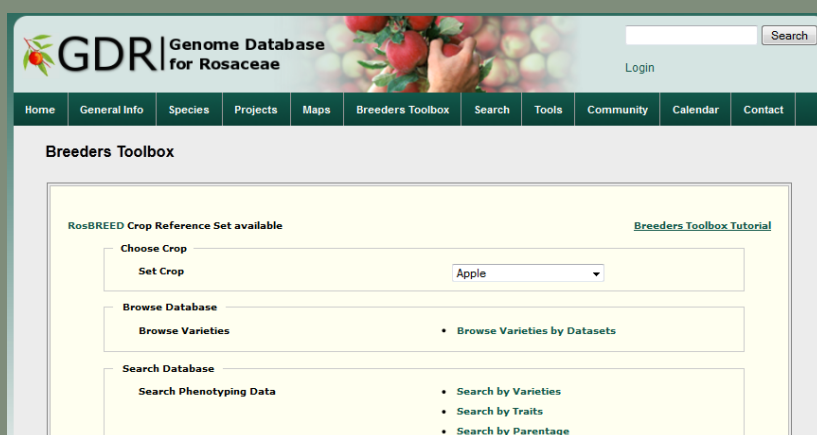 GDR Genome Database
for Rosaceae
Search
Login
Home General Info Species Projects Maps Breeders Toolbox Search Tools Community Calendar Contact
Breeders Toolbox
RosBREED Crop Reference Set available Breeders Toolbox Tutorial
Choose Crop
Set Crop Apple
Browse Database
Browse Varieties • Browse Varieties by Datasets
Search Database
Search Phenotyping Data • Search by Varieties
• Search by Traits
• Search by Parentage